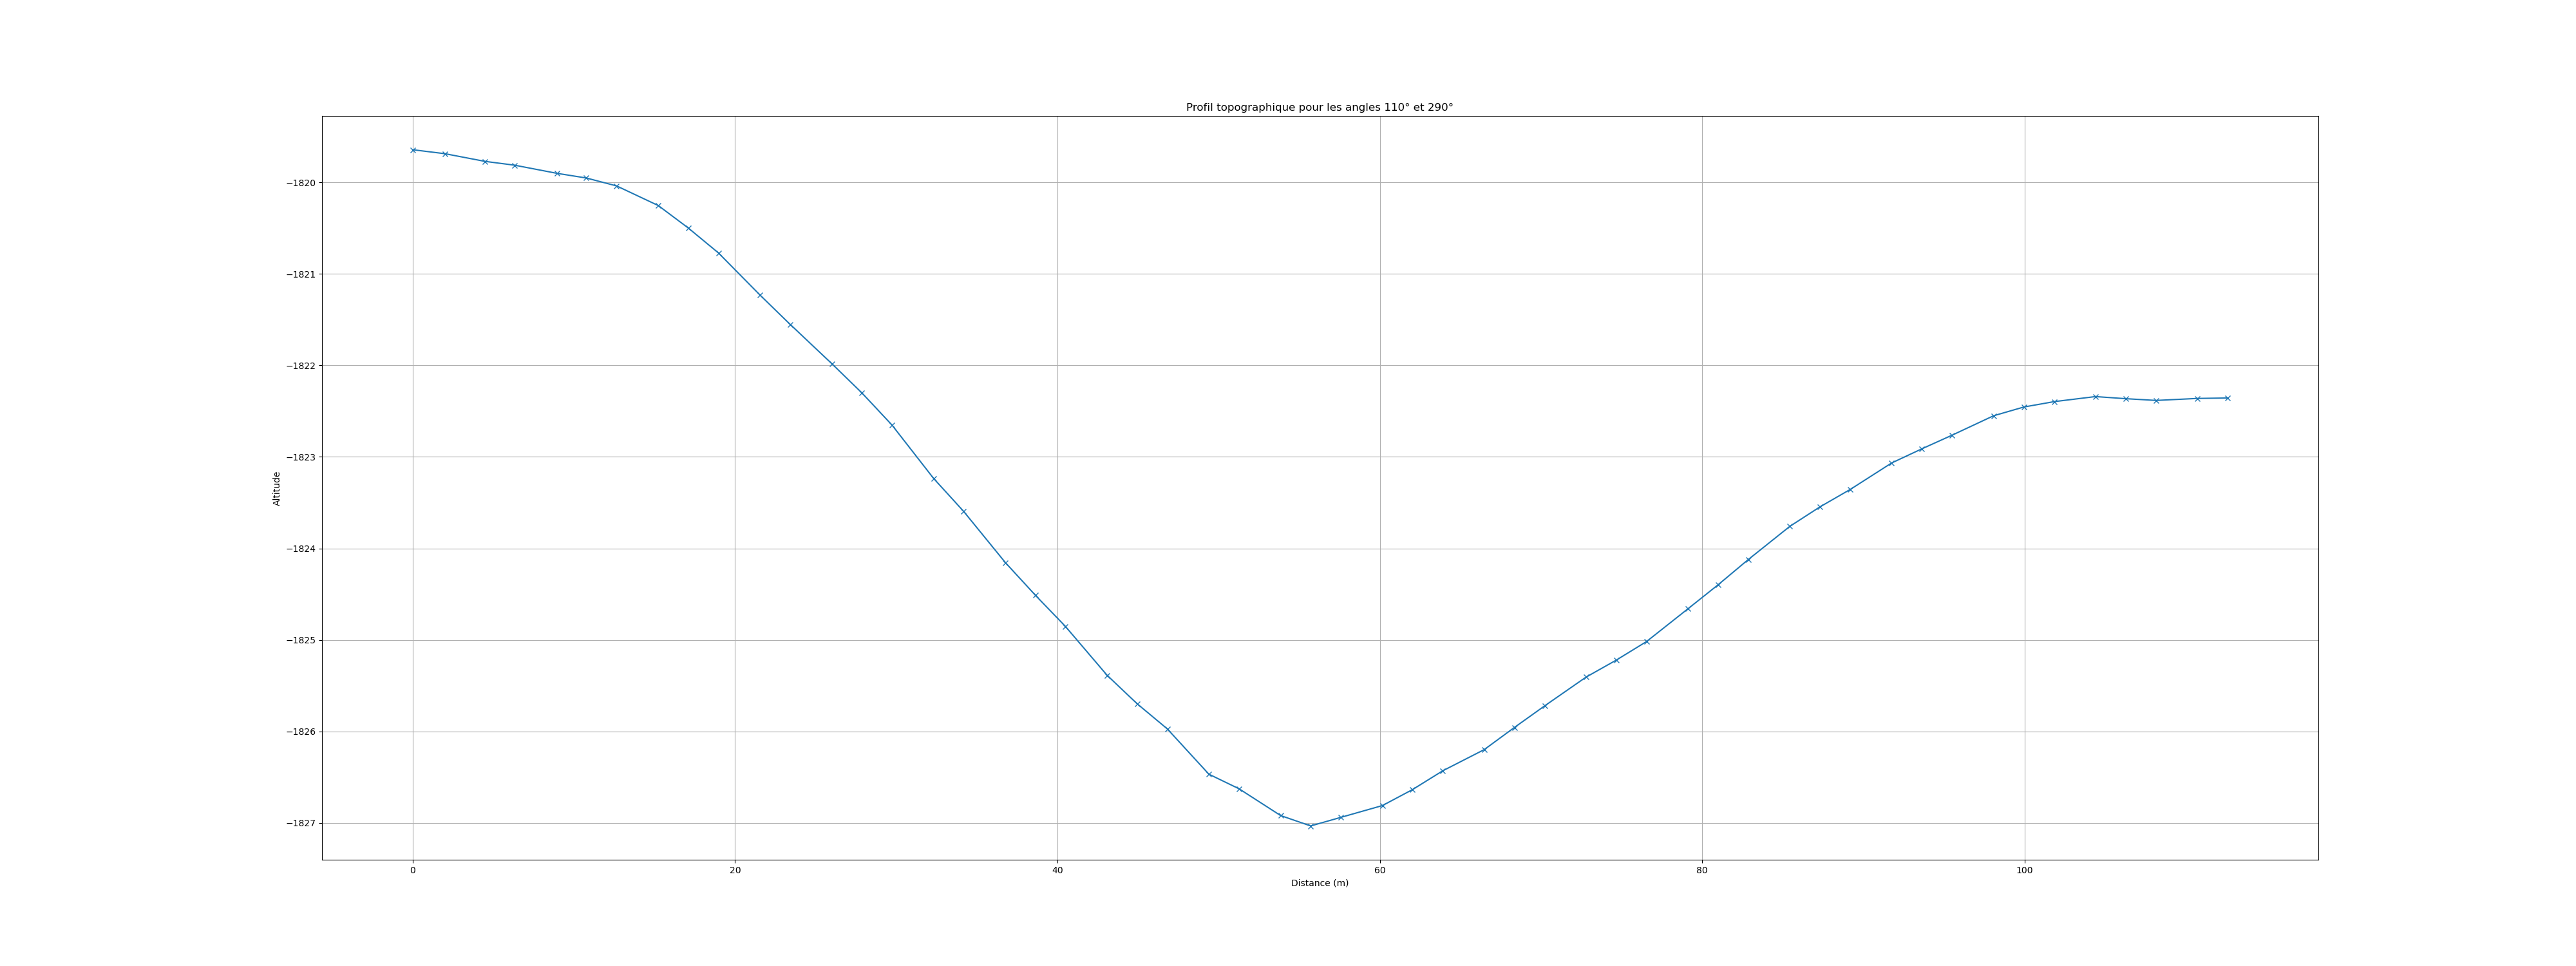 Profil topographique pour les angles 110° et 290°
−1820
−1821
−1822
−1823
−1824
−1825
−1826
−1827
Altitude
0 20 40 60 80 100
Distance (m)